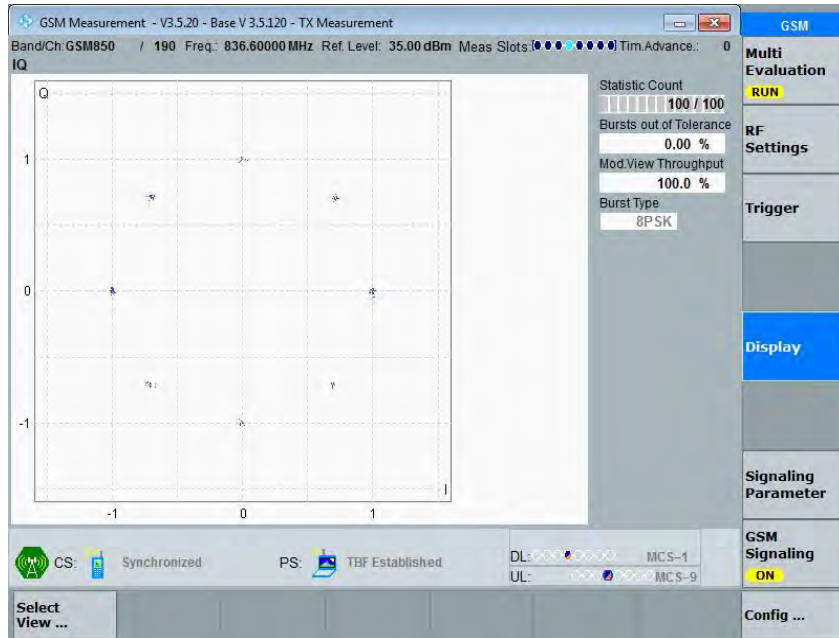 GSM Measurement - V3.5.20 - Base V 3.5.120 - TX Measurement
Band/Ch: GSM850 / 190 Freq.: 836.60000 MHz Ref. Level: 35.00 dBm Meas Slots: Tim.Advance.: 0
IQ
Q
1
0
-1
I
-1 0 1
Statistic Count
100 / 100
Bursts out of Tolerance
0.00 %
Mod.View Throughput
100.0 %
Burst Type
8PSK
CS: Synchronized PS: TBF Established
DL: MCS-1
UL: MCS-9
Select View ...
GSM
Multi Evaluation
RUN
RF Settings
Trigger
Display
Signaling Parameter
GSM Signaling
ON
Config ...